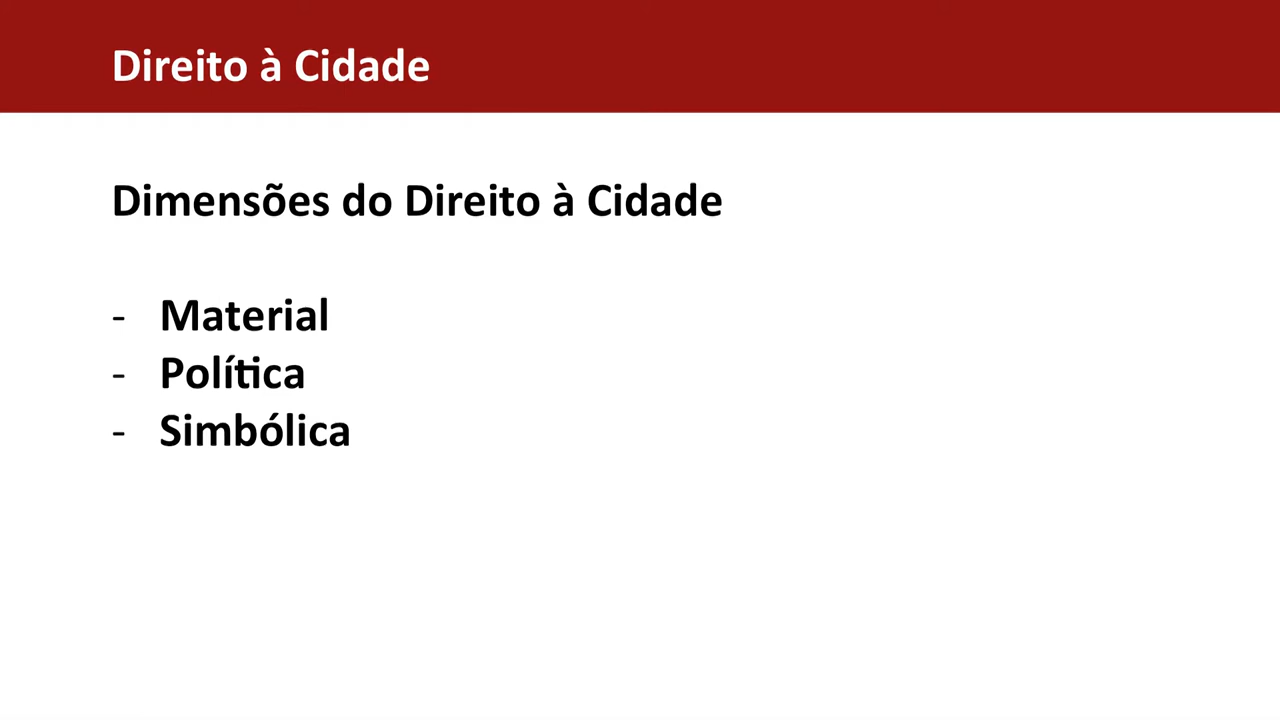 Direito à Cidade
Dimensões do Direito à Cidade
- Material
- Política
- Simbólica